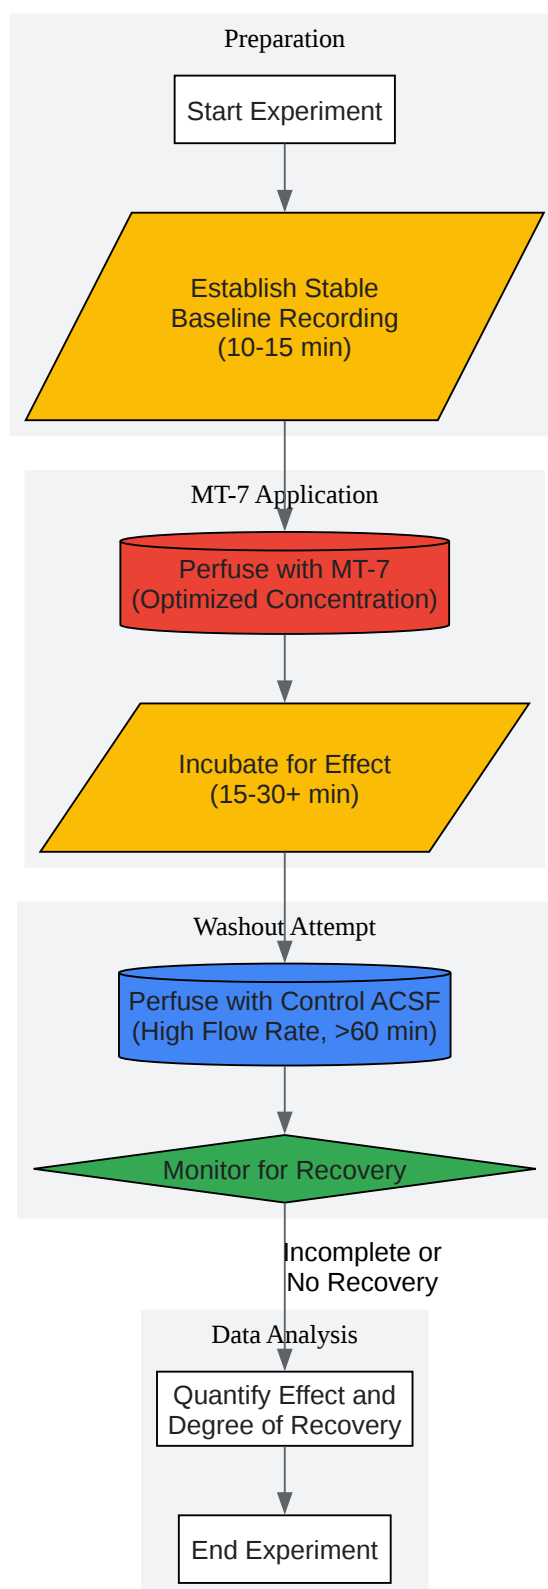 Preparation
Start Experiment
Establish Stable
Baseline Recording
(10-15 min)
MT-7 Application
Perfuse with MT-7
(Optimized Concentration)
Incubate for Effect
(15-30+ min)
Washout Attempt
Perfuse with Control ACSF
(High Flow Rate, >60 min)
Monitor for Recovery
Incomplete or
No Recovery
Data Analysis
Quantify Effect and
Degree of Recovery
End Experiment